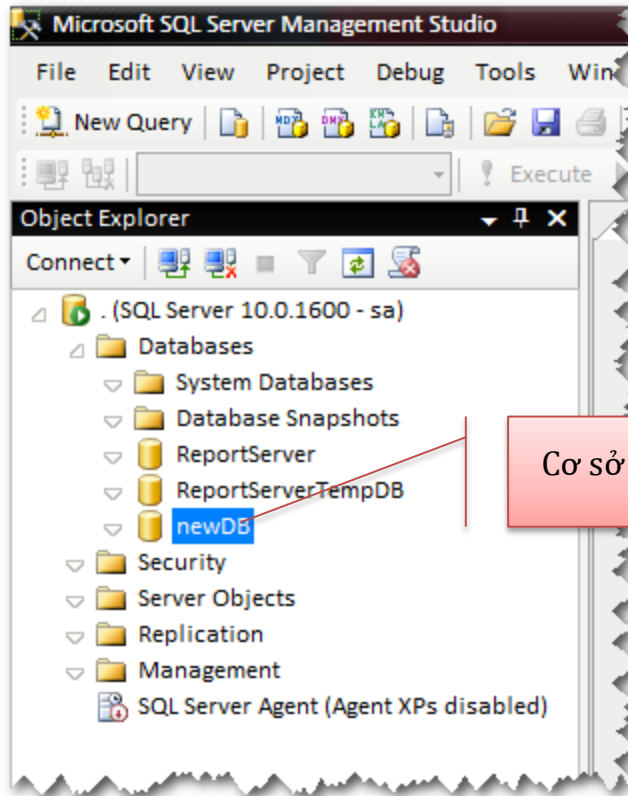 Microsoft SQL Server Management Studio
File Edit View Project Debug Tools
New Query
Execute
Object Explorer
Connect
. (SQL Server 10.0.1600 - sa)
Databases
System Databases
Database Snapshots
ReportServer
ReportServerTempDB
newDB
Cơ sở
Security
Server Objects
Replication
Management
SQL Server Agent (Agent XPs disabled)